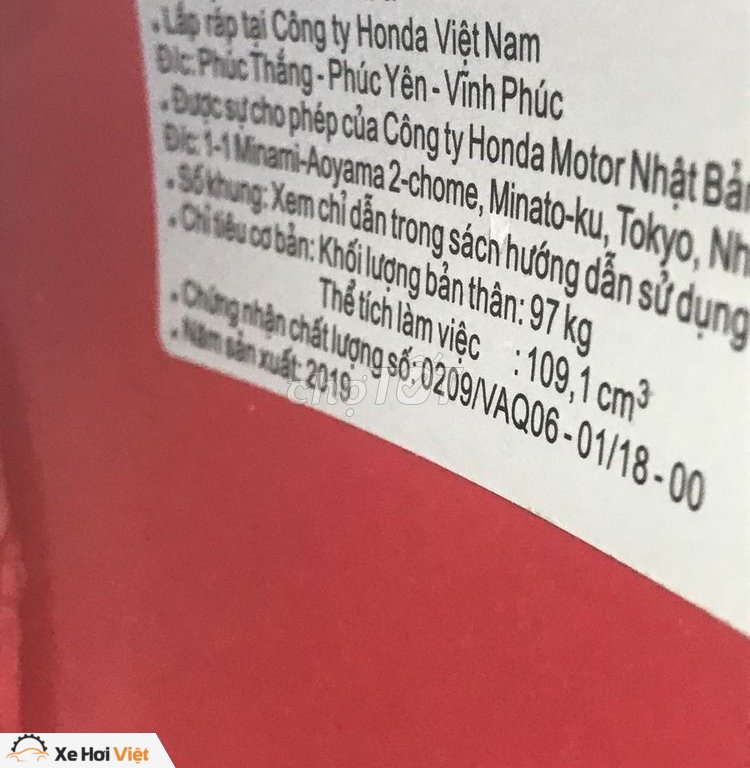 • Lắp ráp tại Công ty Honda Việt Nam
Đ/c: Phúc Thắng - Phúc Yên - Vĩnh Phúc
• Được sự cho phép của Công ty Honda Motor Nhật Bản
Đ/c: 1-1 Minami-Aoyama 2-chome, Minato-ku, Tokyo, Nh
• Số khung: Xem chỉ dẫn trong sách hướng dẫn sử dụng
• Chỉ tiêu cơ bản: Khối lượng bản thân: 97 kg
Thể tích làm việc : 109,1 cm³
• Chứng nhận chất lượng số: 0209/VAQ06 - 01/18 - 00
• Năm sản xuất: 2019
chợTỐT
Xe Hơi Việt